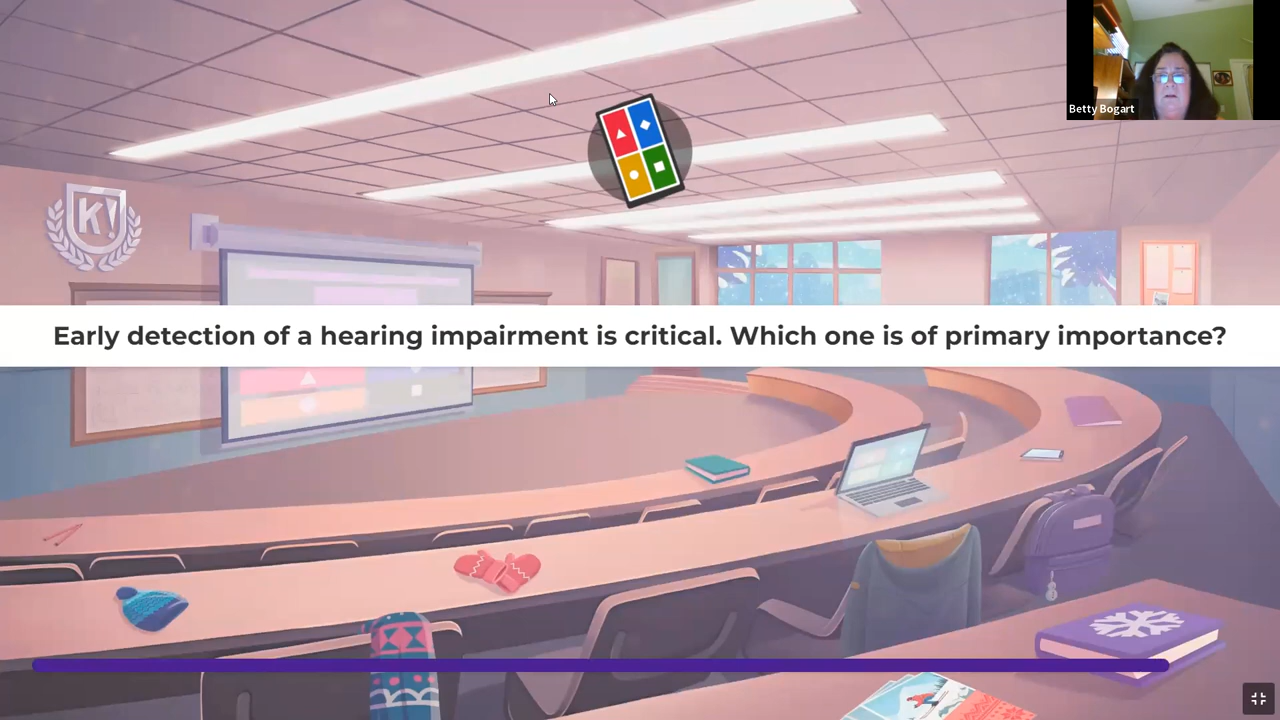 Betty Bogart
K!
Early detection of a hearing impairment is critical. Which one is of primary importance?